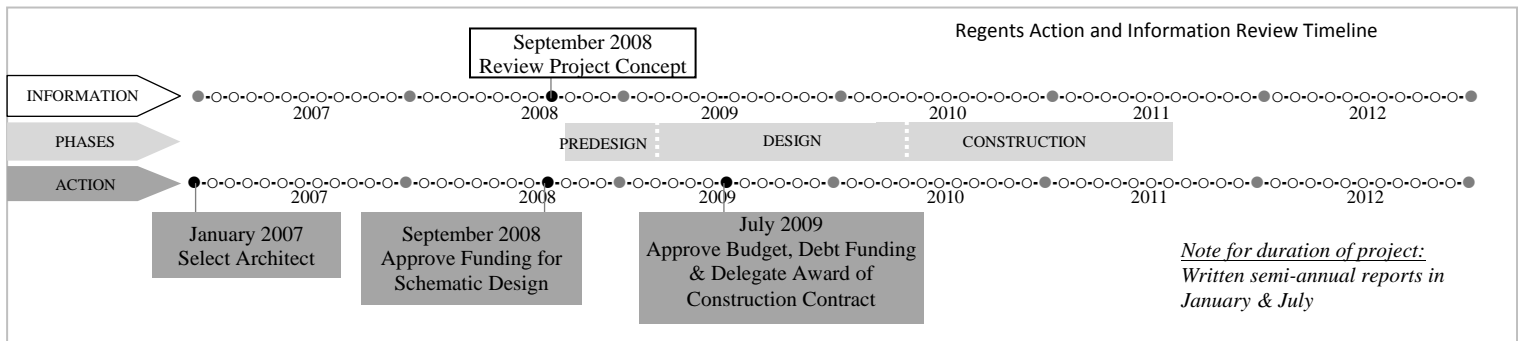 Regents Action and Information Review Timeline
September 2008
Review Project Concept
INFORMATION
2007
2008
2009
2010
2011
2012
PHASES
PREDESIGN
DESIGN
CONSTRUCTION
ACTION
2007
2008
2009
2010
2011
2012
January 2007
Select Architect
September 2008
Approve Funding for
Schematic Design
July 2009
Approve Budget, Debt Funding
& Delegate Award of
Construction Contract
Note for duration of project:
Written semi-annual reports in
January & July